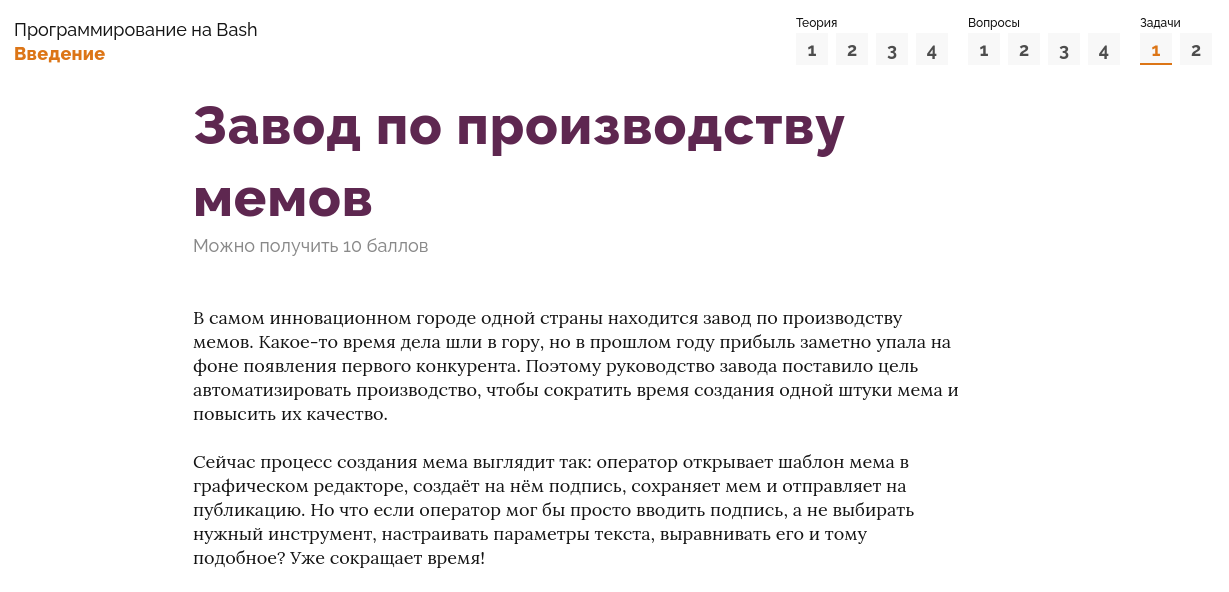 Программирование на Bash
Введение
Теория
1 2 3 4
Вопросы
1 2 3 4
Задачи
1 2
Завод по производству
мемов
Можно получить 10 баллов
В самом инновационном городе одной страны находится завод по производству
мемов. Какое-то время дела шли в гору, но в прошлом году прибыль заметно упала на
фоне появления первого конкурента. Поэтому руководство завода поставило цель
автоматизировать производство, чтобы сократить время создания одной штуки мема и
повысить их качество.
Сейчас процесс создания мема выглядит так: оператор открывает шаблон мема в
графическом редакторе, создаёт на нём подпись, сохраняет мем и отправляет на
публикацию. Но что если оператор мог бы просто вводить подпись, а не выбирать
нужный инструмент, настраивать параметры текста, выравнивать его и тому
подобное? Уже сокращает время!